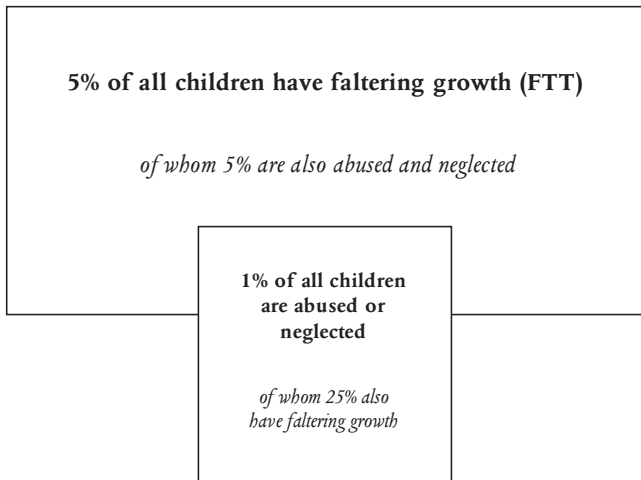 5% of all children have faltering growth (FTT)
of whom 5% are also abused and neglected
1% of all children
are abused or
neglected
of whom 25% also
have faltering growth